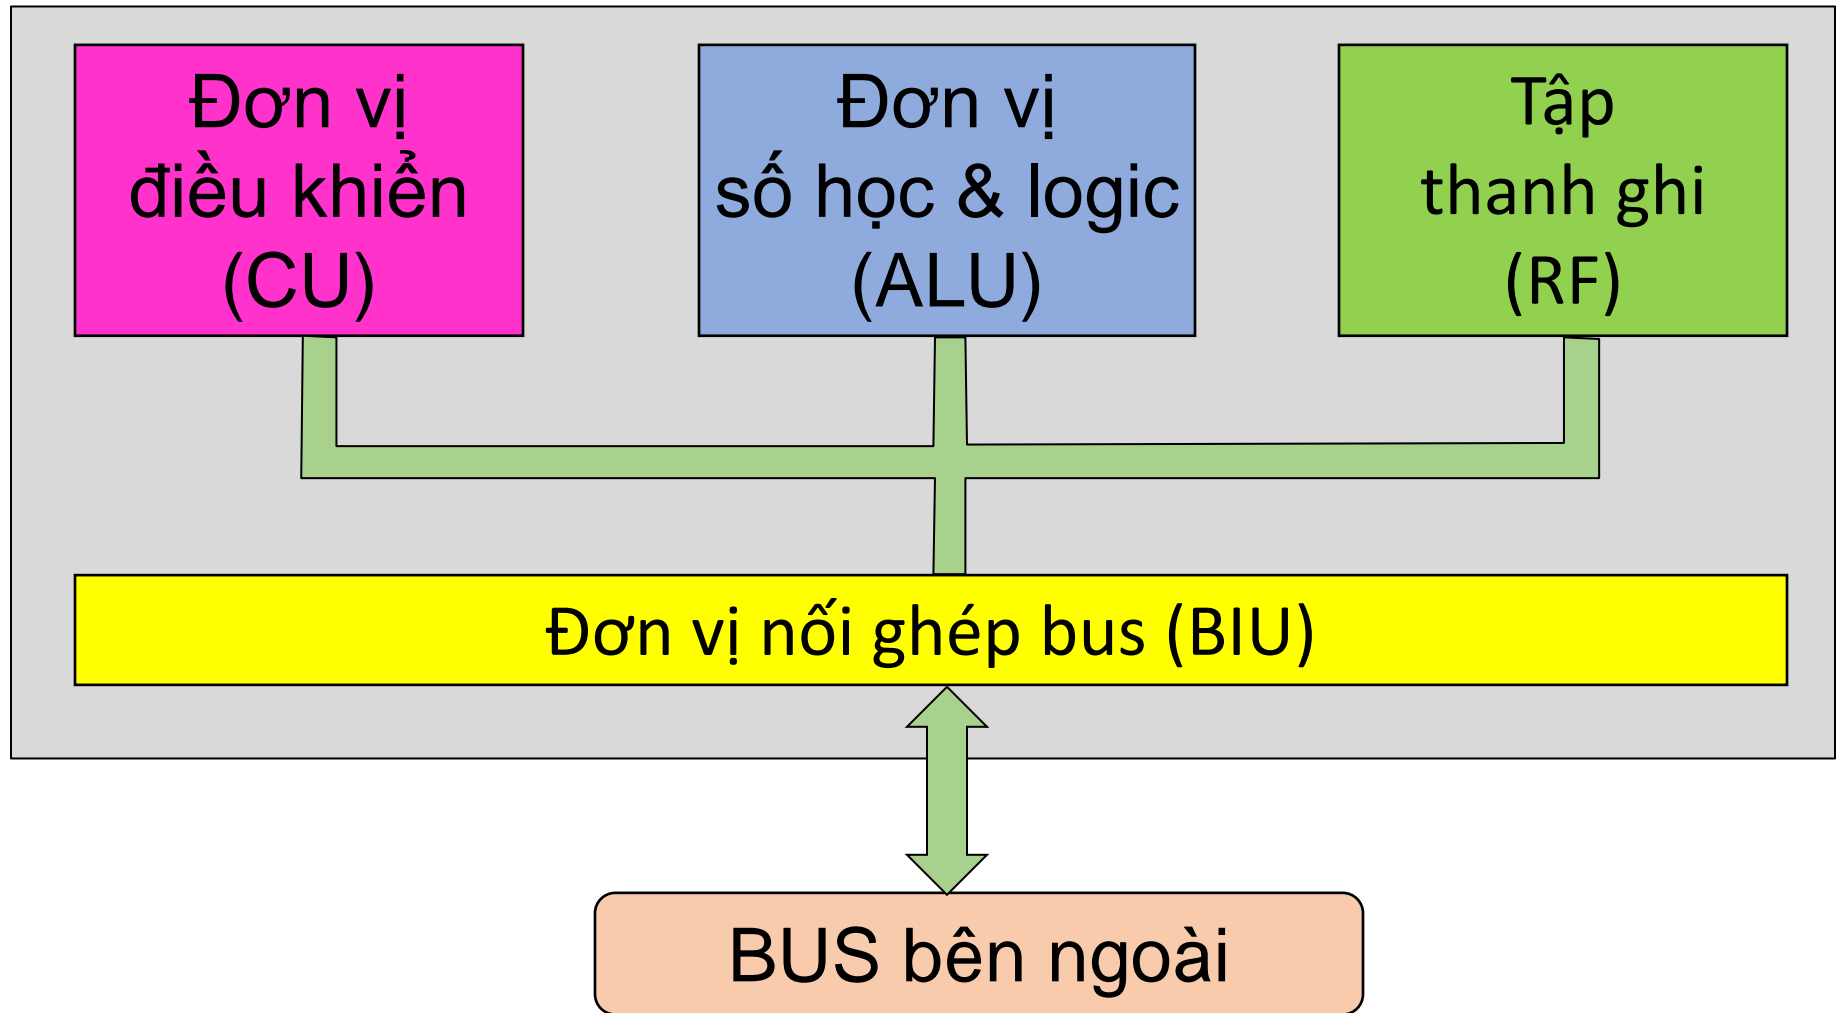 Đơn vị
điều khiển
(CU)
Đơn vị
số học & logic
(ALU)
Tập
thanh ghi
(RF)
Đơn vị nối ghép bus (BIU)
BUS bên ngoài